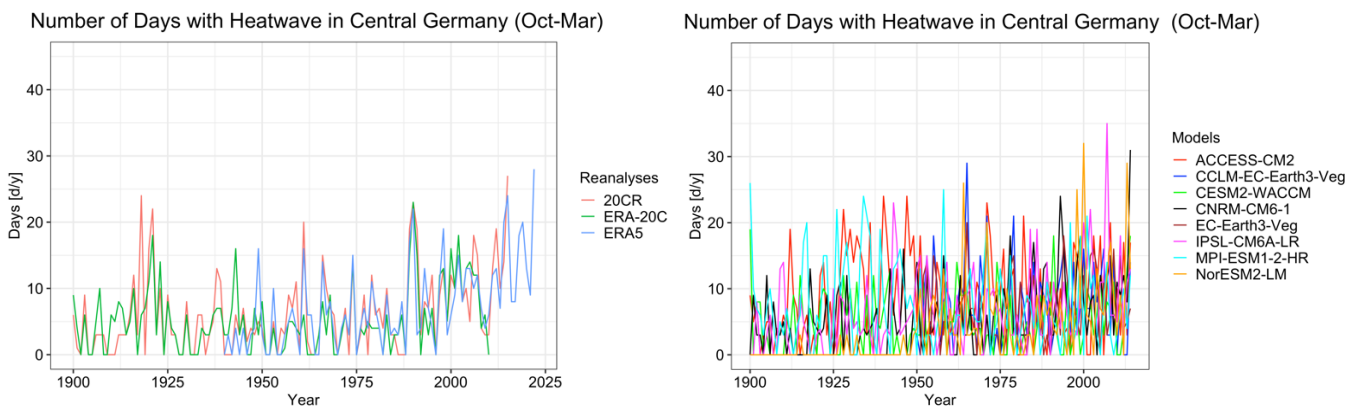 Number of Days with Heatwave in Central Germany (Oct-Mar)
Days [d/y]
40
30
20
10
0
1900
1925
1950
1975
2000
2025
Year
Reanalyses
20CR
ERA-20C
ERA5
Number of Days with Heatwave in Central Germany (Oct-Mar)
Days [d/y]
40
30
20
10
0
1900
1925
1950
1975
2000
Year
Models
ACCESS-CM2
CCLM-EC-Earth3-Veg
CESM2-WACCM
CNRM-CM6-1
EC-Earth3-Veg
IPSL-CM6A-LR
MPI-ESM1-2-HR
NorESM2-LM